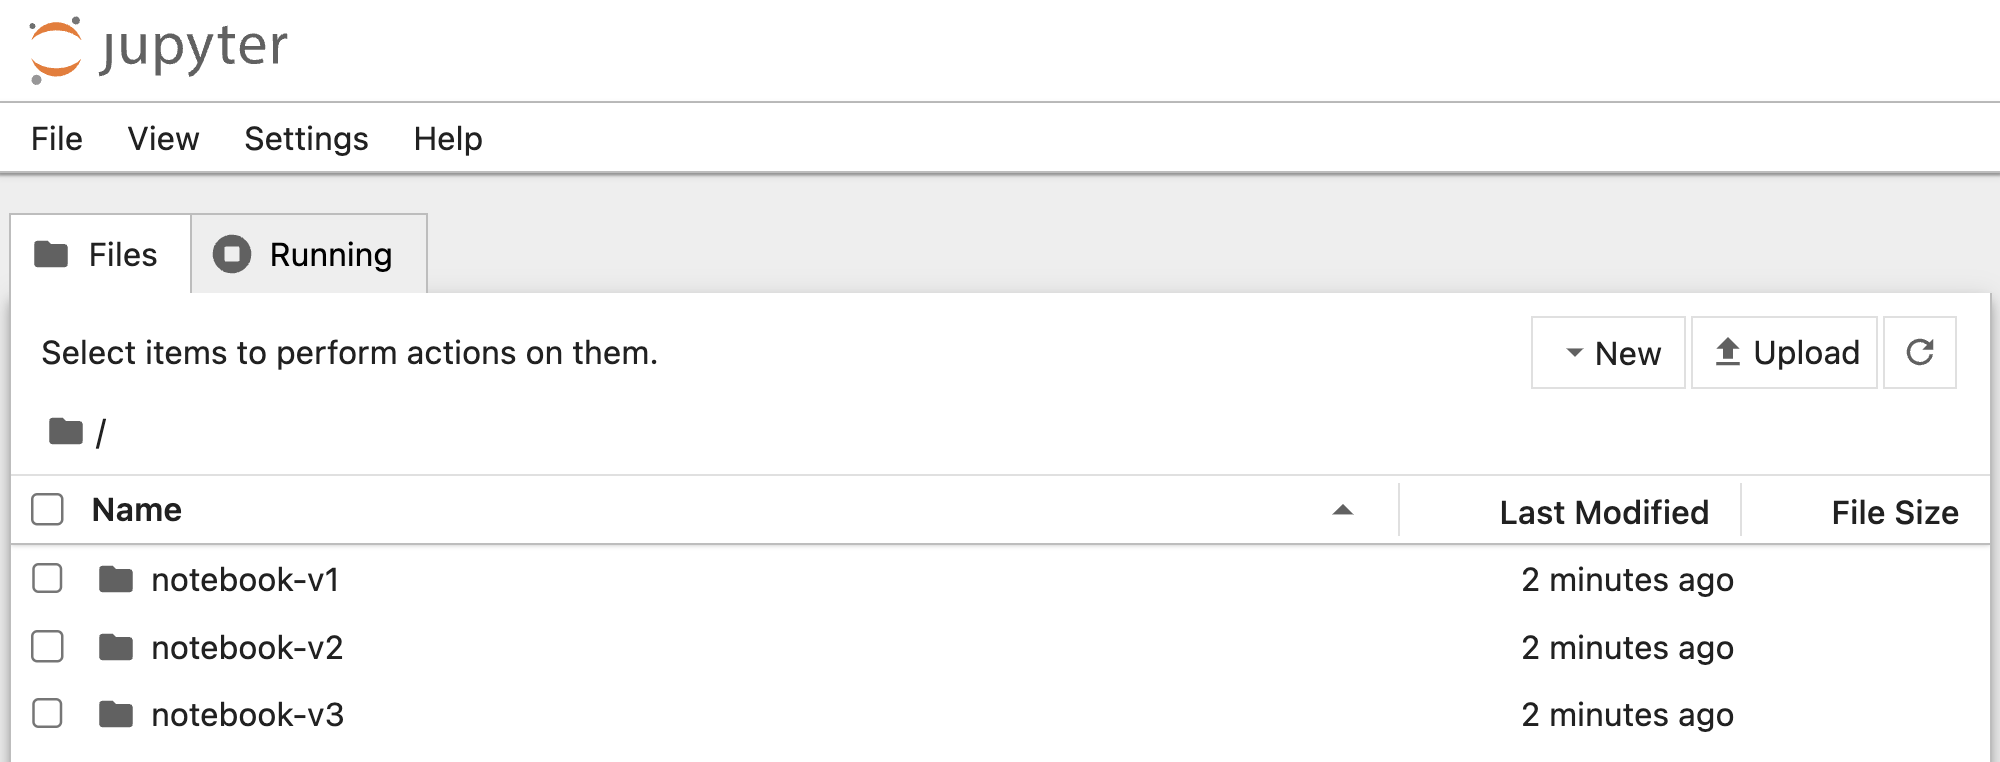 jupyter
File View Settings Help
Files Running
Select items to perform actions on them.
New Upload
/
Name Last Modified File Size
notebook-v1 2 minutes ago
notebook-v2 2 minutes ago
notebook-v3 2 minutes ago